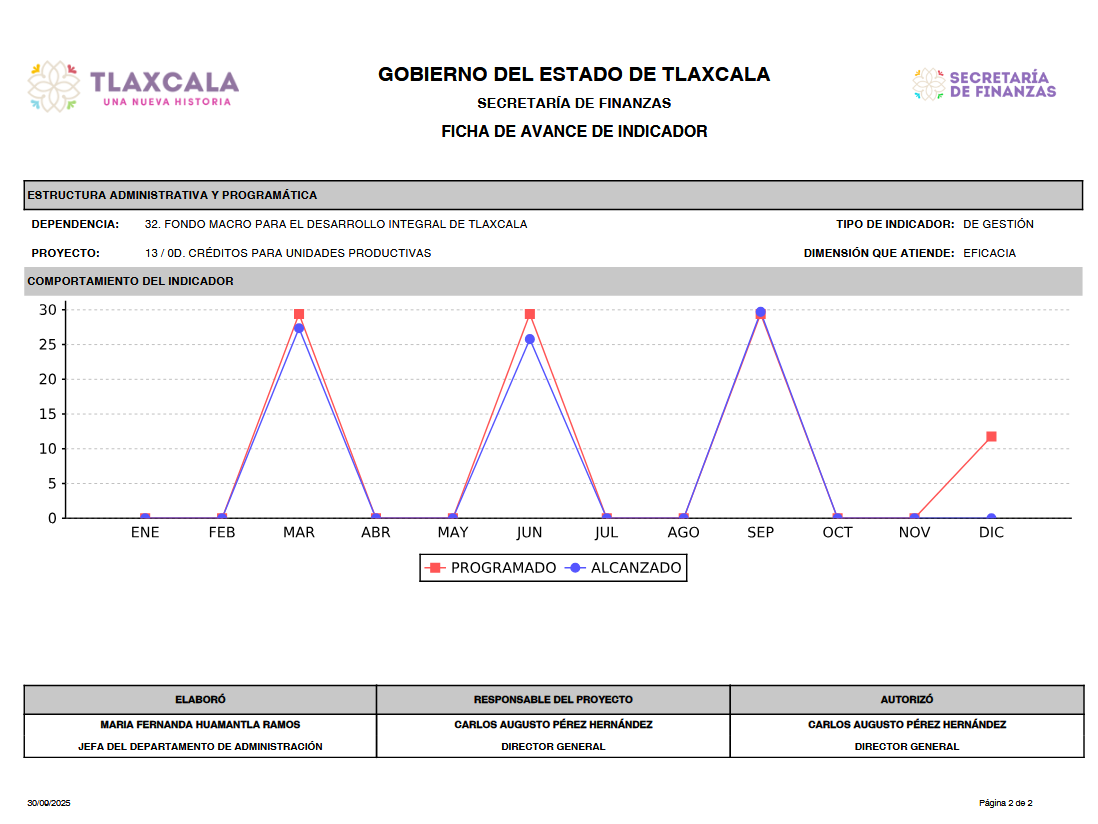 TLAXCALA
UNA NUEVA HISTORIA
GOBIERNO DEL ESTADO DE TLAXCALA
SECRETARÍA DE FINANZAS
FICHA DE AVANCE DE INDICADOR
SECRETARÍA
DE FINANZAS
ESTRUCTURA ADMINISTRATIVA Y PROGRAMÁTICA
DEPENDENCIA: 32. FONDO MACRO PARA EL DESARROLLO INTEGRAL DE TLAXCALA TIPO DE INDICADOR: DE GESTIÓN
PROYECTO: 13 / 0D. CRÉDITOS PARA UNIDADES PRODUCTIVAS DIMENSIÓN QUE ATIENDE: EFICACIA
COMPORTAMIENTO DEL INDICADOR
30
25
20
15
10
5
0
ENE FEB MAR ABR MAY JUN JUL AGO SEP OCT NOV DIC
PROGRAMADO ALCANZADO
ELABORÓ RESPONSABLE DEL PROYECTO AUTORIZÓ
MARIA FERNANDA HUAMANTLA RAMOS CARLOS AUGUSTO PÉREZ HERNÁNDEZ CARLOS AUGUSTO PÉREZ HERNÁNDEZ
JEFA DEL DEPARTAMENTO DE ADMINISTRACIÓN DIRECTOR GENERAL DIRECTOR GENERAL
30/09/2025 Página 2 de 2